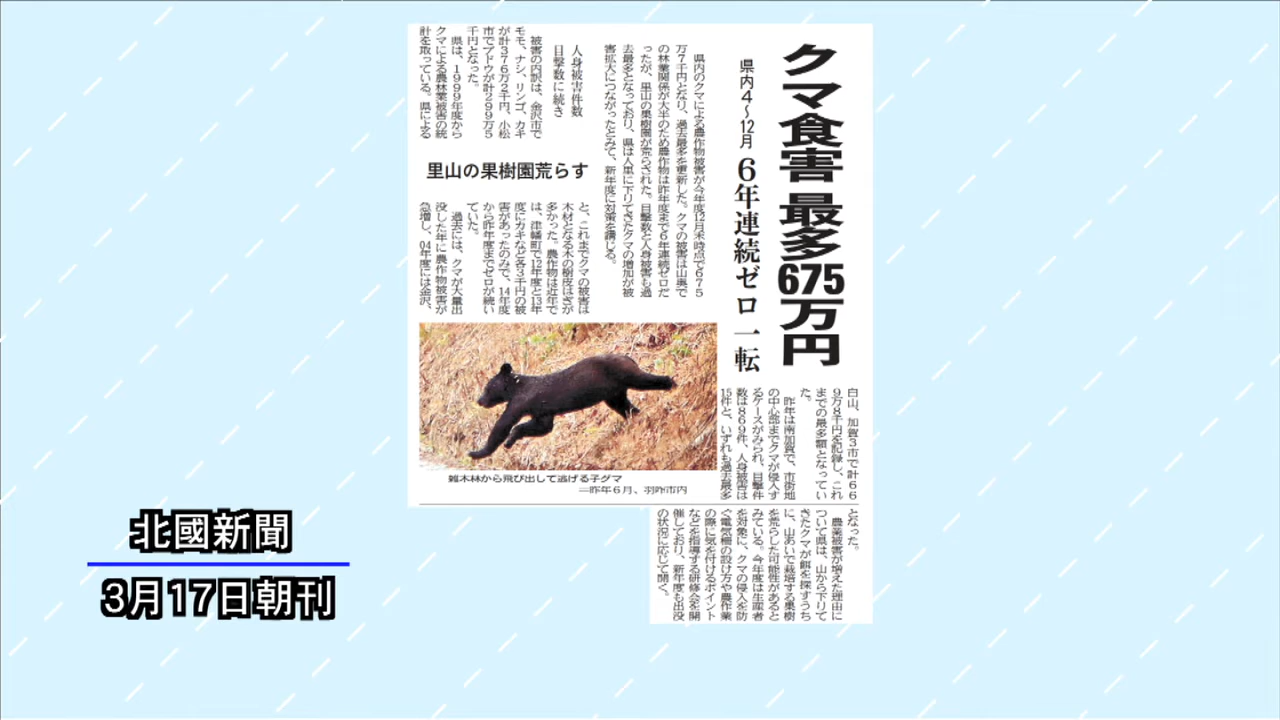 クマ食害 最多675万円
県内4〜12月
6年連続ゼロ一転
県内のクマによる農作物被害が今年度12月末時点で675
万7千円となり、過去最多を更新した。クマの被害は山奥で
の林業関係が大半のため農作物は昨年度まで6年連続ゼロだ
ったが、里山の果樹園が荒らされた。目撃数と人身被害も過
去最多となっており、県は人里に下りてきたクマの増加が被
害拡大につながったとみて、新年度に対策を講じる。
人身被害件数
目撃数に続き
被害の内訳は、金沢市で
モモ、ナシ、リンゴ、カキ
が計376万2千円、小松
市でブドウが計299万5
千円となった。
県は、1999年度から
クマによる農林業被害の統
計を取っている。県による
里山の果樹園荒らす
と、これまでクマの被害は
木材となる木の樹皮はぎが
多かった。農作物は近年で
は、津幡町で12年度と13年
度にカキなど各3千円の被
害があったのみで、14年度
から昨年度までゼロが続い
ていた。
過去には、クマが大量出
没した年に農作物被害が
急増し、04年度には金沢、
白山、加賀3市で計66
9万8千円を記録し、これ
までの最多額となってい
た。
昨年は南加賀で、市街地
の中心部までクマが侵入す
るケースがみられ、目撃件
数は869件、人身被害は
15件と、いずれも過去最多
となった。
農業被害が増えた理由に
ついて県は、山から下りて
きたクマが餌を探すうち
に、山あいで栽培する果樹
を荒らした可能性があると
みている。今年度は生産者
を対象に、クマの侵入を防
ぐ電気柵の設け方や農作業
の際に気を付けるポイント
などを指導する研修会を開
催しており、新年度も出没
の状況に応じて開く。
雑木林から飛び出して逃げる子グマ
＝昨年6月、羽咋市内
北國新聞
3月17日朝刊